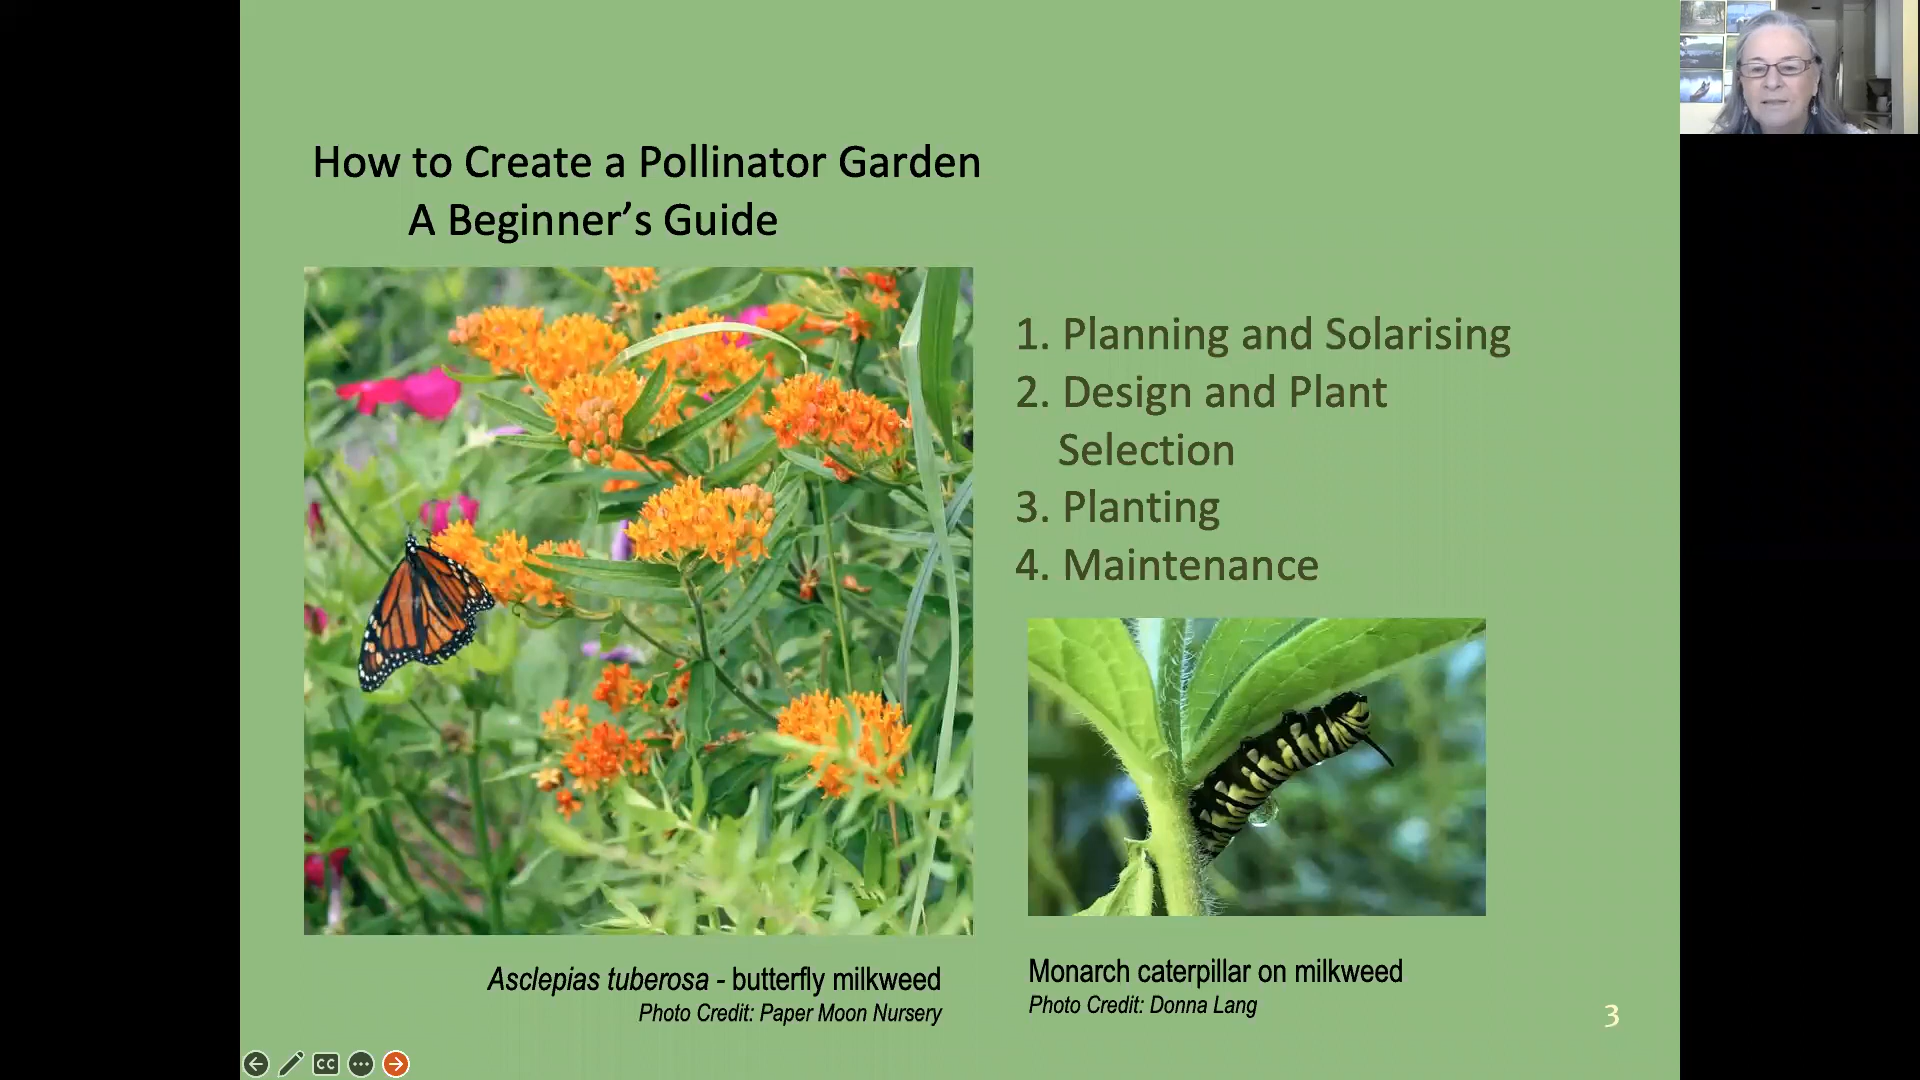 How to Create a Pollinator Garden
A Beginner’s Guide
1. Planning and Solarising
2. Design and Plant
Selection
3. Planting
4. Maintenance
Asclepias tuberosa - butterfly milkweed
Photo Credit: Paper Moon Nursery
Monarch caterpillar on milkweed
Photo Credit: Donna Lang
3
CC